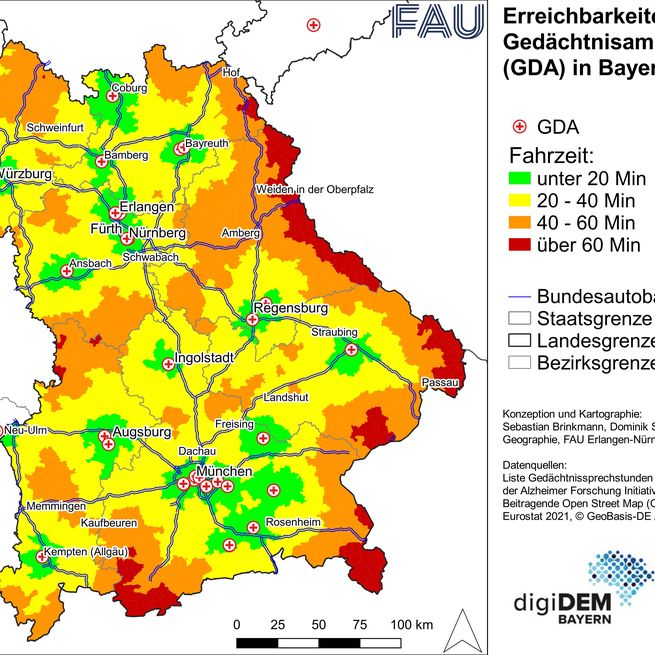 FAU
Erreichbarkeit
Gedächtnisam
(GDA) in Bayer
GDA
Fahrzeit:
unter 20 Min
20 - 40 Min
40 - 60 Min
über 60 Min
Bundesautoba
Staatsgrenze
Landesgrenze
Bezirksgrenze
Konzeption und Kartographie:
Sebastian Brinkmann, Dominik S
Geographie, FAU Erlangen-Nürn
Datenquellen:
Liste Gedächtnissprechstunden
der Alzheimer Forschung Initiativ
Beitragende Open Street Map (O
Eurostat 2021, © GeoBasis-DE
digiDEM
BAYERN
Hof
Coburg
Schweinfurt
Bamberg
Bayreuth
Würzburg
Weiden in der Oberpfalz
Erlangen
Fürth
Nürnberg
Amberg
Schwabach
Ansbach
Regensburg
Straubing
Ingolstadt
Passau
Landshut
Neu-Ulm
Augsburg
Freising
Dachau
München
Memmingen
Kaufbeuren
Rosenheim
Kempten (Allgäu)
0 25 50 75 100 km